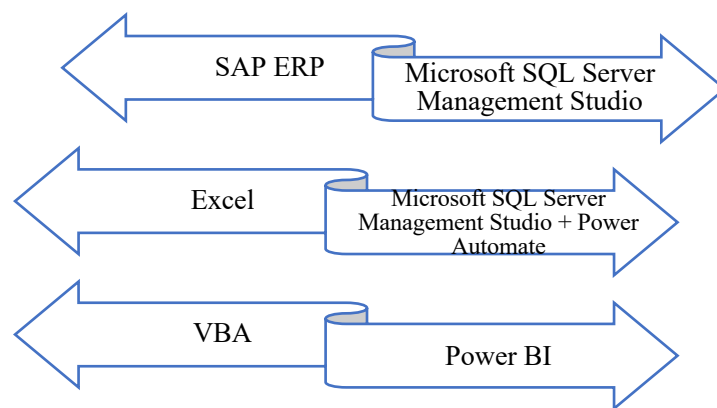 SAP ERP
Microsoft SQL Server
Management Studio
Excel
Microsoft SQL Server
Management Studio + Power
Automate
VBA
Power BI